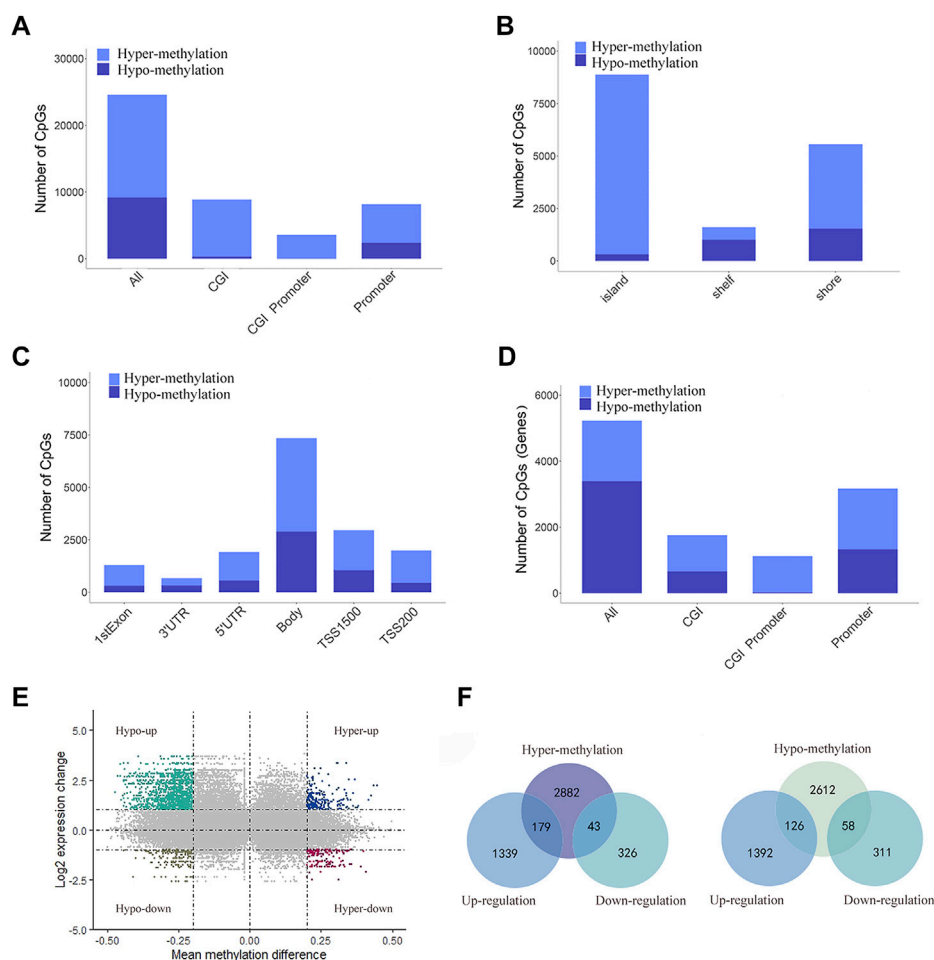 A
Hyper-methylation
Hypo-methylation
Number of CpGs
30000
20000
10000
0
All
CGI
CGI Promoter
Promoter
B
Hyper-methylation
Hypo-methylation
Number of CpGs
10000
7500
5000
2500
0
island
shelf
shore
C
Hyper-methylation
Hypo-methylation
Number of CpGs
10000
7500
5000
2500
0
1stExon
3'UTR
5'UTR
Body
TSS1500
TSS200
D
Hyper-methylation
Hypo-methylation
Number of CpGs (Genes)
6000
4000
2000
0
All
CGI
CGI Promoter
Promoter
E
Hypo-up
Hyper-up
Log2 expression change
5.0
2.5
0.0
-2.5
-5.0
Hypo-down
Hyper-down
-0.50
-0.25
0.00
0.25
0.50
Mean methylation difference
F
Hyper-methylation
2882
179
43
1339
326
Up-regulation
Down-regulation
Hypo-methylation
2612
126
58
1392
311
Up-regulation
Down-regulation